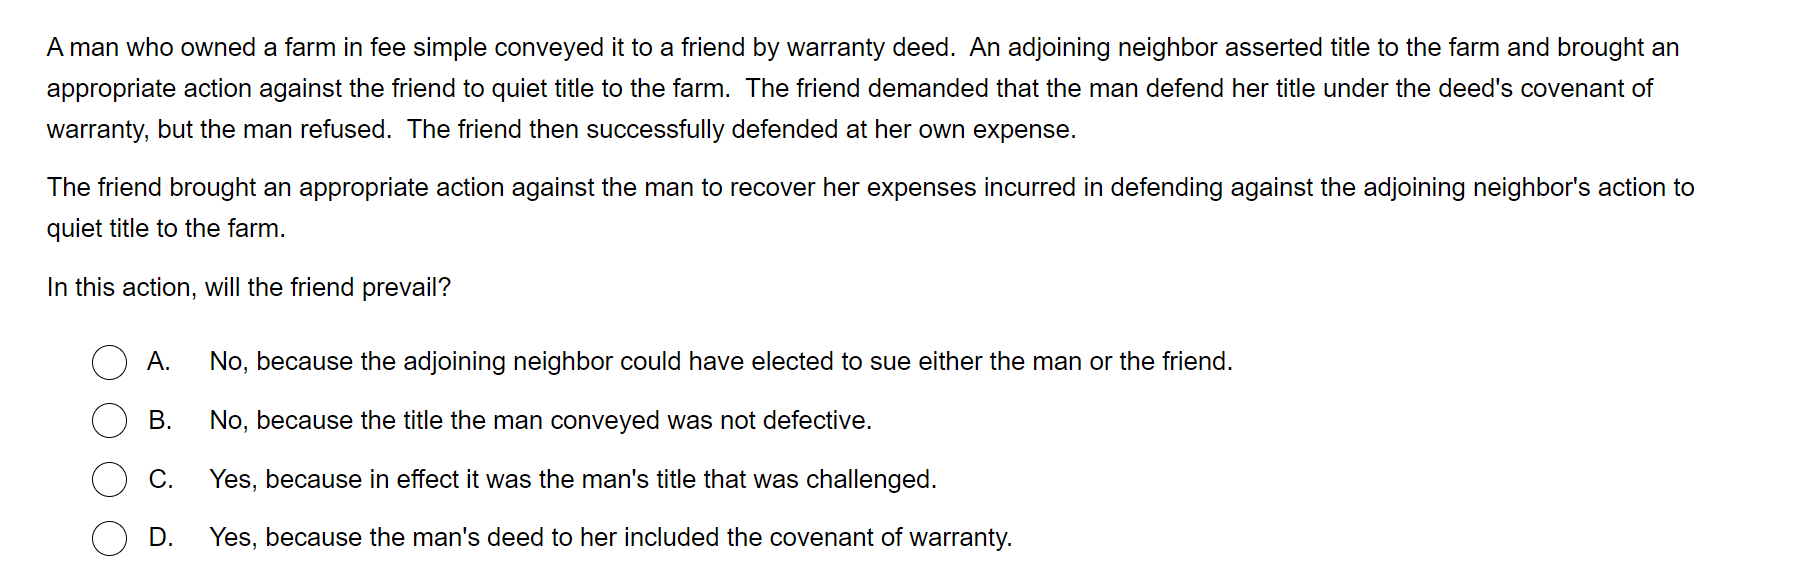 A man who owned a farm in fee simple conveyed it to a friend by warranty deed.  An adjoining neighbor asserted title to the farm and brought an
appropriate action against the friend to quiet title to the farm.  The friend demanded that the man defend her title under the deed's covenant of
warranty, but the man refused.  The friend then successfully defended at her own expense.
The friend brought an appropriate action against the man to recover her expenses incurred in defending against the adjoining neighbor's action to
quiet title to the farm.
In this action, will the friend prevail?
A. No, because the adjoining neighbor could have elected to sue either the man or the friend.
B. No, because the title the man conveyed was not defective.
C. Yes, because in effect it was the man's title that was challenged.
D. Yes, because the man's deed to her included the covenant of warranty.